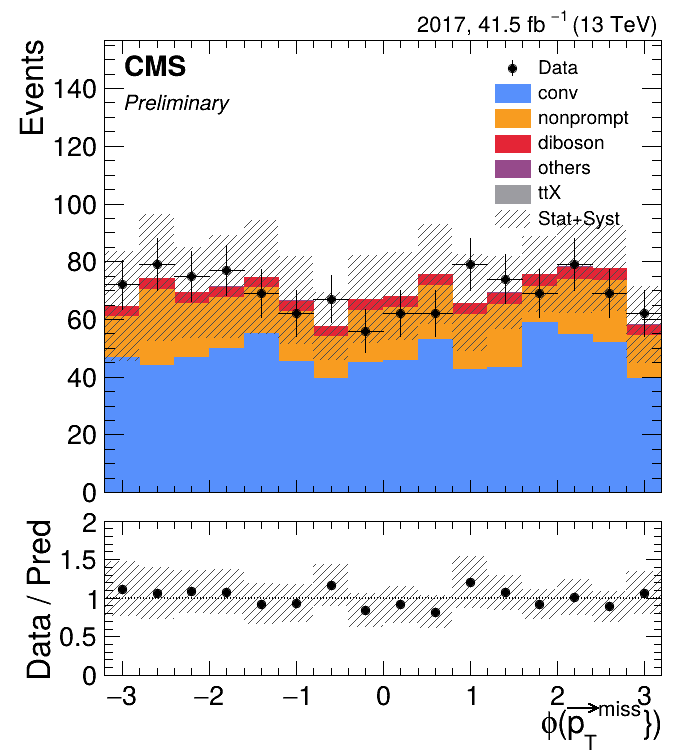 2017, 41.5 fb⁻¹ (13 TeV)
CMS
Preliminary
Data
conv
nonprompt
diboson
others
ttX
Stat+Syst
Events
140
120
100
80
60
40
20
0
Data / Pred
2
1.5
1
0.5
0
−3 −2 −1 0 1 2 3
ϕ(p⃗_T^miss})